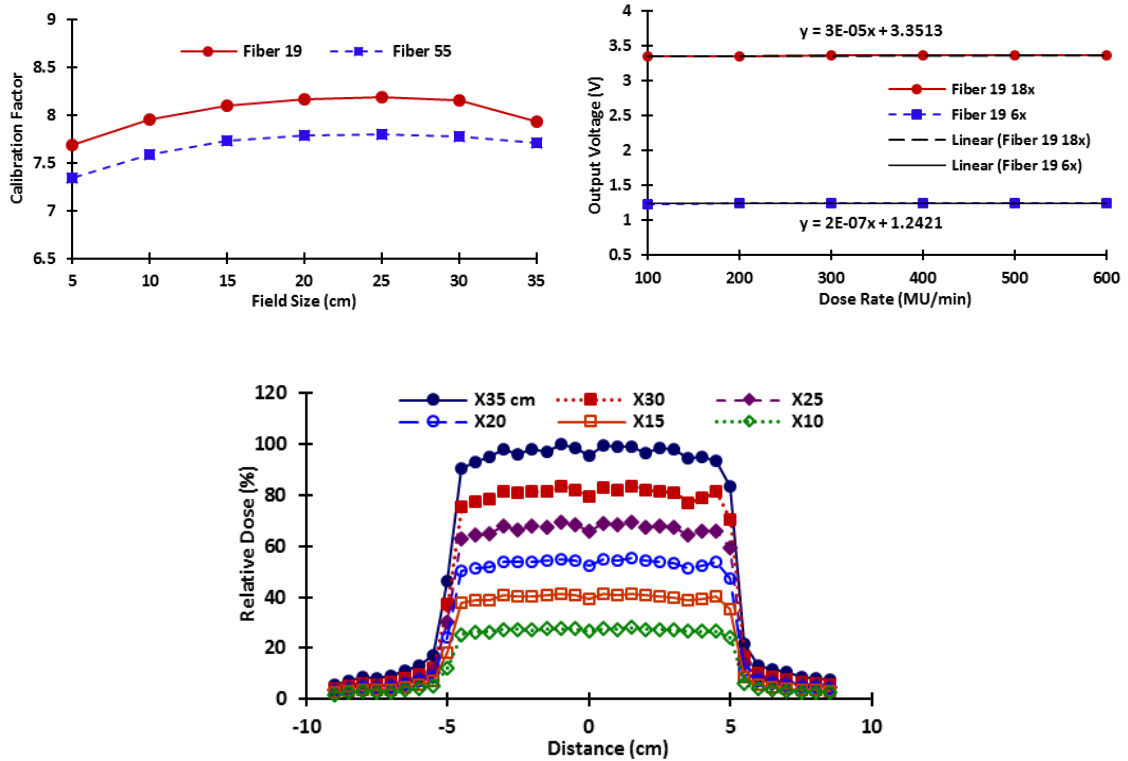 9
8.5
8
7.5
7
6.5
Calibration Factor
Fiber 19 Fiber 55
5 10 15 20 25 30 35
Field Size (cm)
4
3.5
3
2.5
2
1.5
1
0.5
Output Voltage (V)
y = 3E-05x + 3.3513
Fiber 19 18x
Fiber 19 6x
Linear (Fiber 19 18x)
Linear (Fiber 19 6x)
y = 2E-07x + 1.2421
100 200 300 400 500 600
Dose Rate (MU/min)
120
100
80
60
40
20
0
Relative Dose (%)
X35 cm X30 X25
X20 X15 X10
-10 -5 0 5 10
Distance (cm)